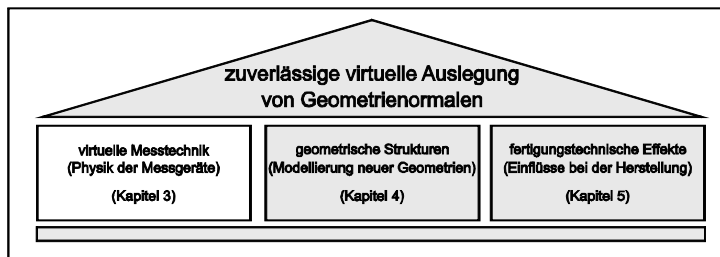 zuverlässige virtuelle Auslegung
von Geometrienormalen
virtuelle Messtechnik
(Physik der Messgeräte)
(Kapitel 3)
geometrische Strukturen
(Modellierung neuer Geometrien)
(Kapitel 4)
fertigungstechnische Effekte
(Einflüsse bei der Herstellung)
(Kapitel 5)